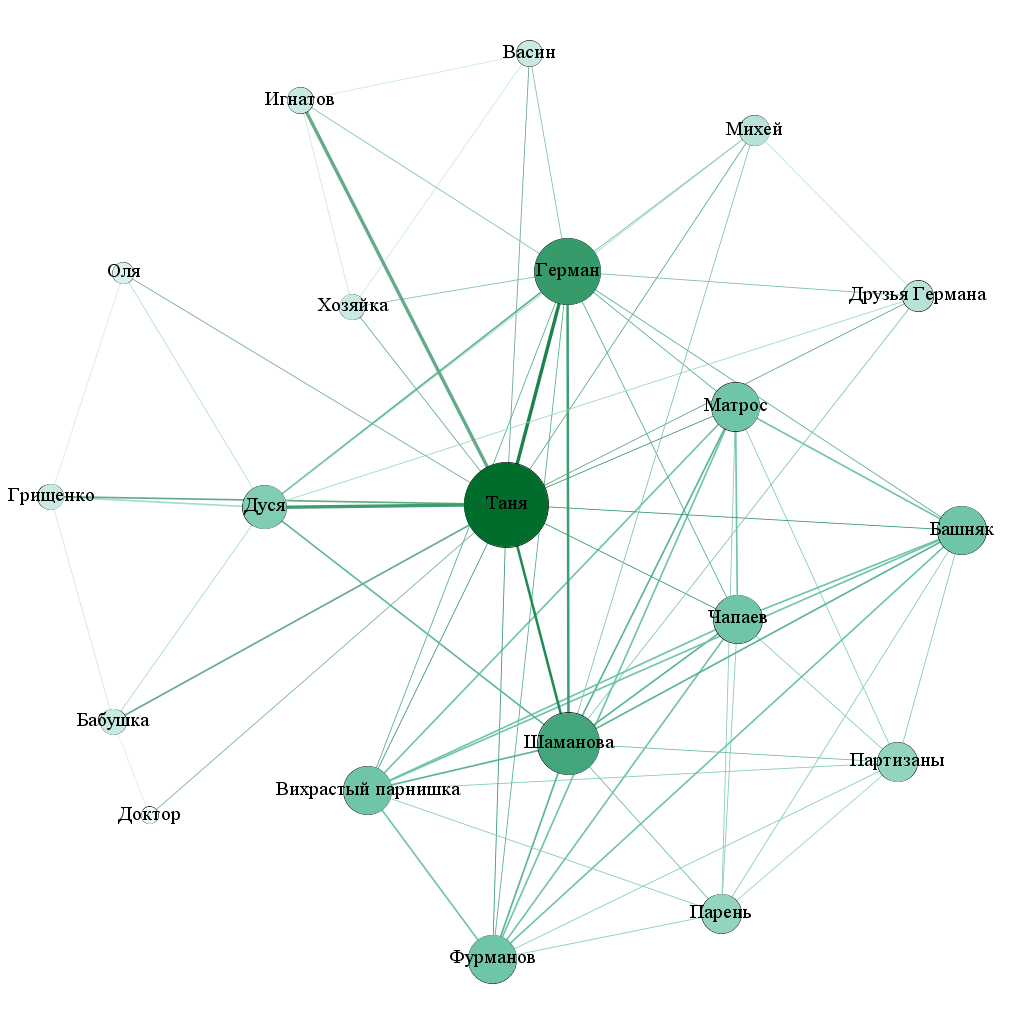 Васин
Игнатов
Михей
Герман
Оля
Друзья Германа
Хозяйка
Матрос
Грищенко
Дуся
Таня
Башняк
Чапаев
Бабушка
Шаманова
Партизаны
Вихрастый парнишка
Доктор
Парень
Фурманов